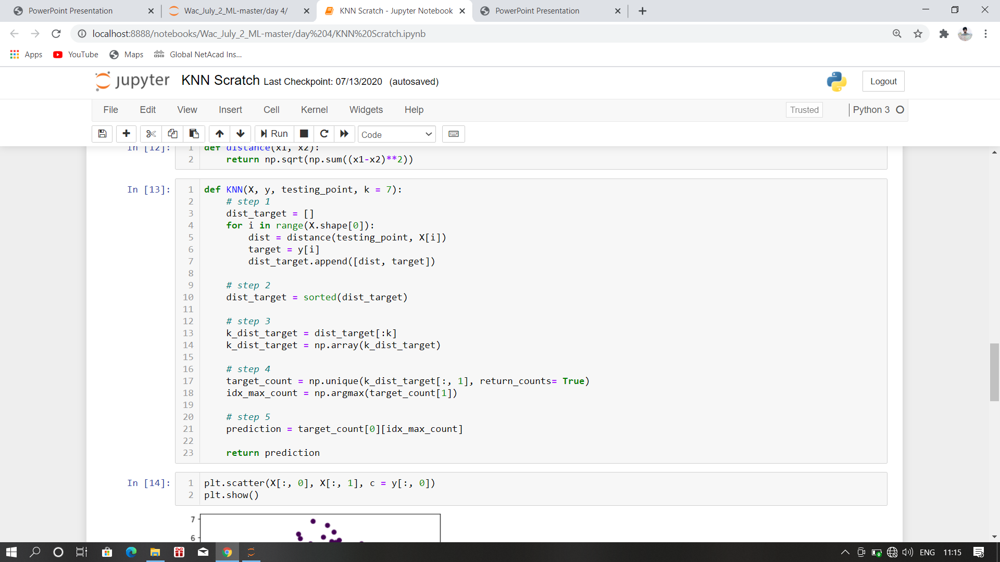 PowerPoint Presentation
Wac_July_2_ML-master/day 4/
KNN Scratch - Jupyter Notebook
PowerPoint Presentation
localhost:8888/notebooks/Wac_July_2_ML-master/day%204/KNN%20Scratch.ipynb
Apps YouTube Maps Global NetAcad Ins...
jupyter KNN Scratch Last Checkpoint: 07/13/2020 (autosaved)
Logout
File Edit View Insert Cell Kernel Widgets Help Trusted Python 3
Run Code
In [12]: 1 def distance(x1, x2):
2     return np.sqrt(np.sum((x1-x2)**2))
In [13]: 1 def KNN(X, y, testing_point, k = 7):
2     # step 1
3     dist_target = []
4     for i in range(X.shape[0]):
5         dist = distance(testing_point, X[i])
6         target = y[i]
7         dist_target.append([dist, target])
8
9     # step 2
10     dist_target = sorted(dist_target)
11
12     # step 3
13     k_dist_target = dist_target[:k]
14     k_dist_target = np.array(k_dist_target)
15
16     # step 4
17     target_count = np.unique(k_dist_target[:, 1], return_counts= True)
18     idx_max_count = np.argmax(target_count[1])
19
20     # step 5
21     prediction = target_count[0][idx_max_count]
22
23     return prediction
In [14]: 1 plt.scatter(X[:, 0], X[:, 1], c = y[:, 0])
2 plt.show()
7
6
ENG 11:15